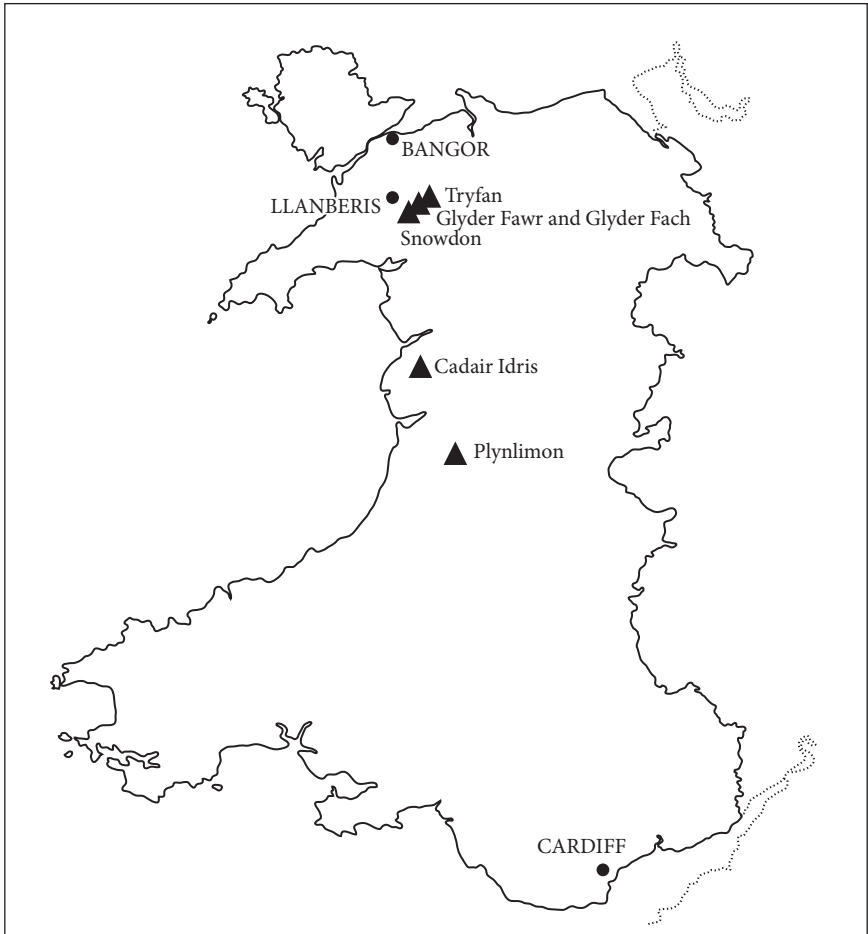 BANGOR
LLANBERIS
Tryfan
Glyder Fawr and Glyder Fach
Snowdon
Cadair Idris
Plynlimon
CARDIFF